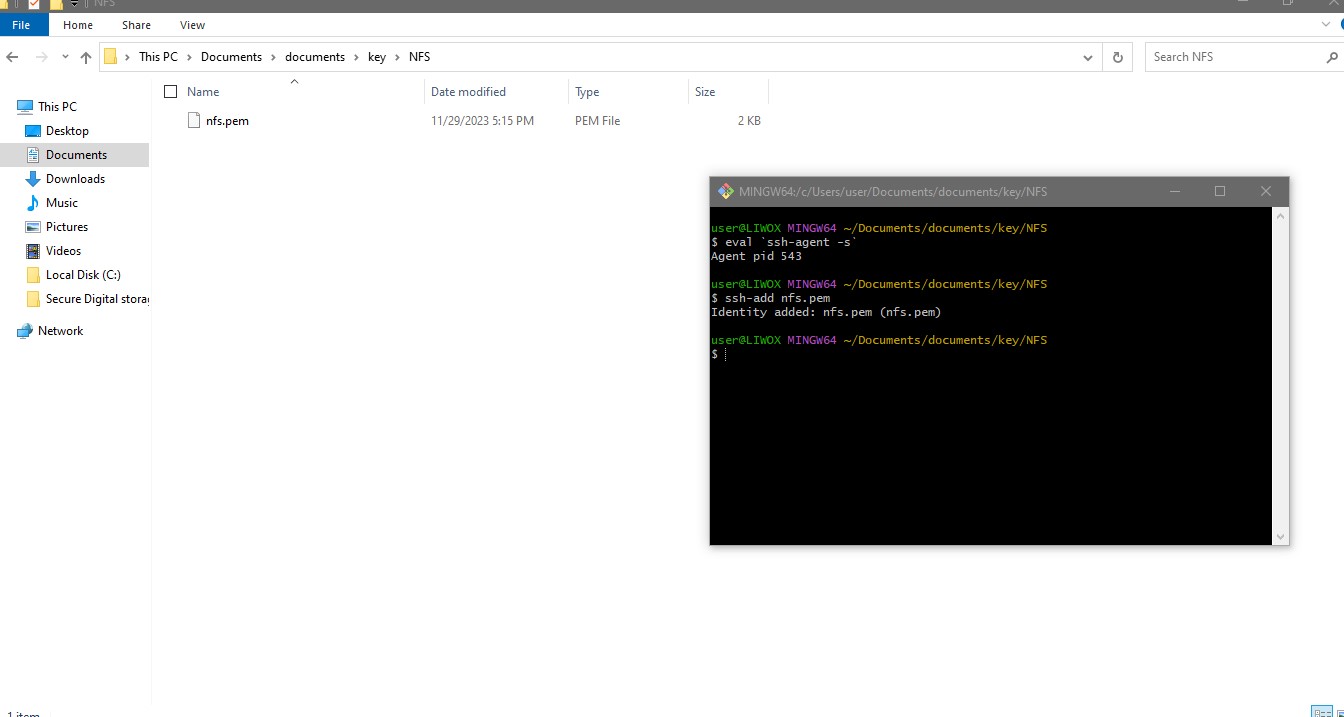 NFS
File Home Share View
This PC Documents documents key NFS
Search NFS
Name Date modified Type Size
nfs.pem 11/29/2023 5:15 PM PEM File 2 KB
This PC
Desktop
Documents
Downloads
Music
Pictures
Videos
Local Disk (C:)
Secure Digital stora
Network
MINGW64:/c/Users/user/Documents/documents/key/NFS
user@LIWOX MINGW64 ~/Documents/documents/key/NFS
$ eval `ssh-agent -s`
Agent pid 543
user@LIWOX MINGW64 ~/Documents/documents/key/NFS
$ ssh-add nfs.pem
Identity added: nfs.pem (nfs.pem)
user@LIWOX MINGW64 ~/Documents/documents/key/NFS
$
1 item